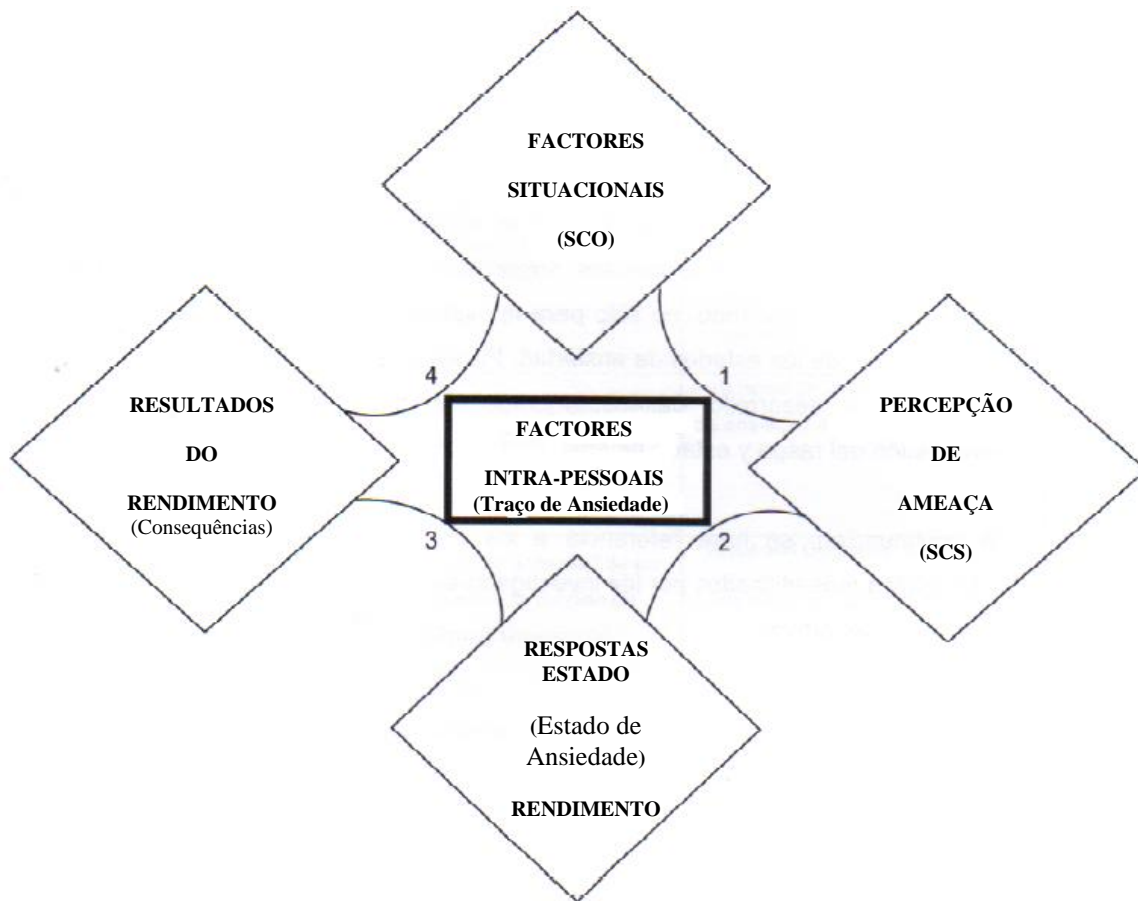 FACTORES
SITUACIONAIS
(SCO)
4
1
RESULTADOS
DO
RENDIMENTO
(Consequências)
FACTORES
INTRA-PESSOAIS
(Traço de Ansiedade)
PERCEPÇÃO
DE
AMEAÇA
(SCS)
3
2
RESPOSTAS
ESTADO
(Estado de
Ansiedade)
RENDIMENTO